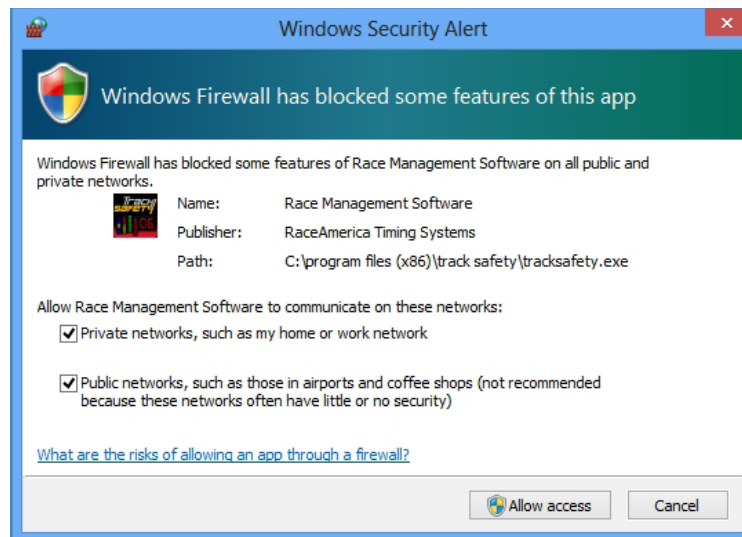 Windows Security Alert
Windows Firewall has blocked some features of this app
Windows Firewall has blocked some features of Race Management Software on all public and
private networks.
Track
SAFETY
Name: Race Management Software
Publisher: RaceAmerica Timing Systems
Path: C:\program files (x86)\track safety\tracksafety.exe
Allow Race Management Software to communicate on these networks:
Private networks, such as my home or work network
Public networks, such as those in airports and coffee shops (not recommended
because these networks often have little or no security)
What are the risks of allowing an app through a firewall?
Allow access Cancel